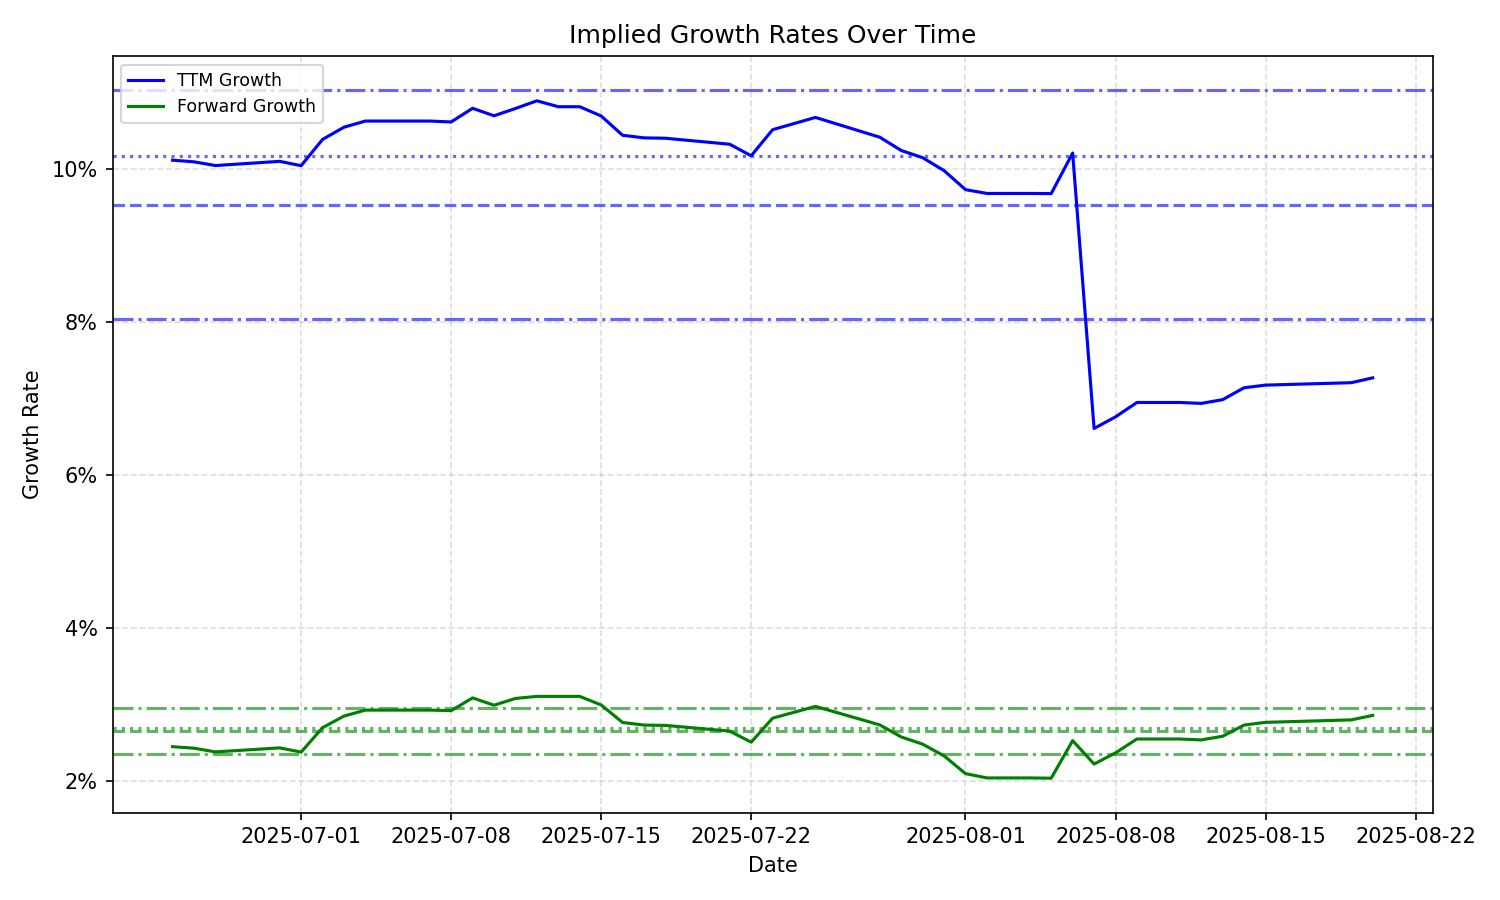 Implied Growth Rates Over Time
TTM Growth
Forward Growth
10%
8%
6%
4%
2%
Growth Rate
2025-07-01 2025-07-08 2025-07-15 2025-07-22 2025-08-01 2025-08-08 2025-08-15 2025-08-22
Date